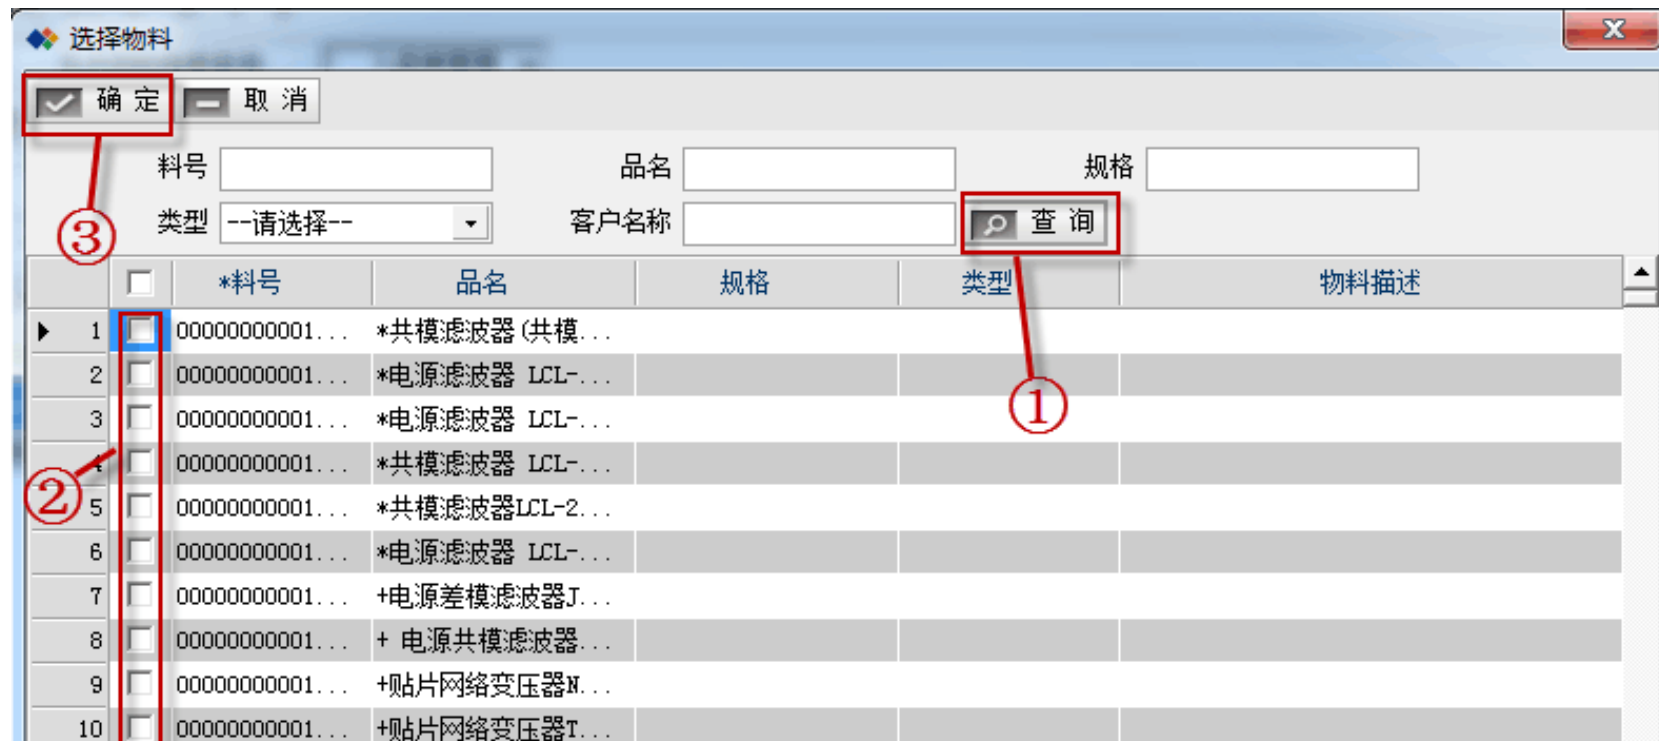 选择物料
确 定 取 消
料号 品名 规格
类型 --请选择-- 客户名称 查 询
*料号 品名 规格 类型 物料描述
1 00000000001... *共模滤波器(共模...
2 00000000001... *电源滤波器 LCL-...
3 00000000001... *电源滤波器 LCL-...
4 00000000001... *共模滤波器 LCL-...
5 00000000001... *共模滤波器LCL-2...
6 00000000001... *电源滤波器 LCL-...
7 00000000001... +电源差模滤波器J...
8 00000000001... + 电源共模滤波器...
9 00000000001... +贴片网络变压器N...
10 00000000001... +贴片网络变压器T...
③
①
②